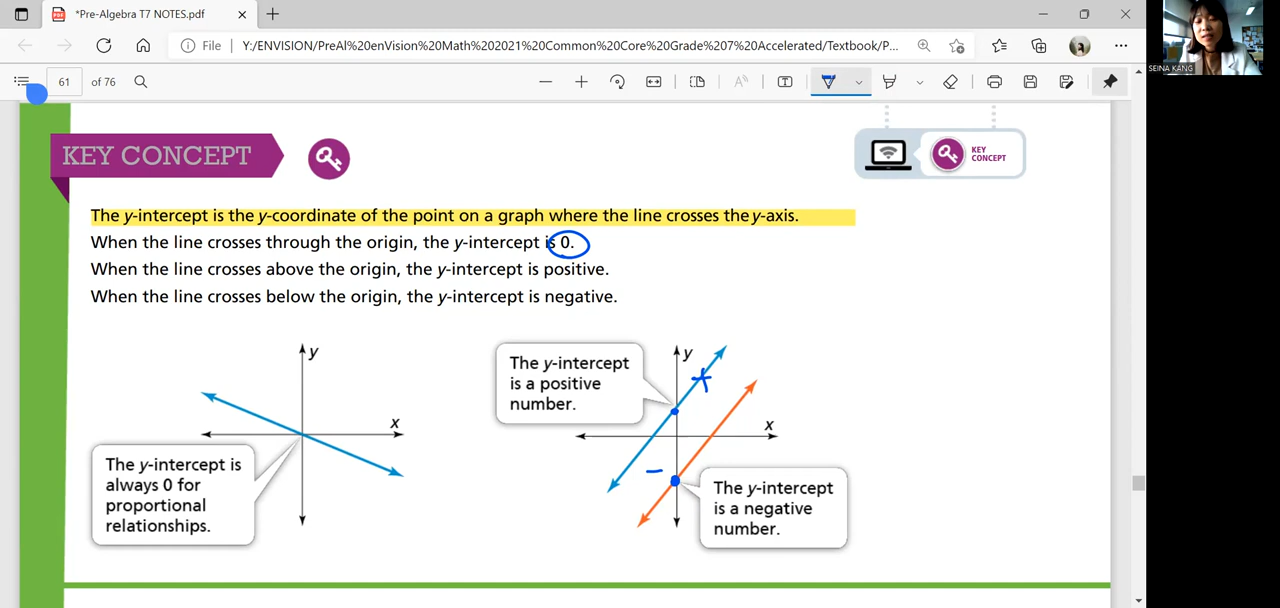 *Pre-Algebra T7 NOTES.pdf
File
Y:/ENVISION/PreAl%20enVision%20Math%202021%20Common%20Core%20Grade%207%20Accelerated/Textbook/P...
61 of 76
SEINA KANG
KEY CONCEPT
KEY
CONCEPT
The y-intercept is the y-coordinate of the point on a graph where the line crosses the y-axis.
When the line crosses through the origin, the y-intercept is 0.
When the line crosses above the origin, the y-intercept is positive.
When the line crosses below the origin, the y-intercept is negative.
y
x
The y-intercept is
always 0 for
proportional
relationships.
The y-intercept
is a positive
number.
y
+
x
−
The y-intercept
is a negative
number.